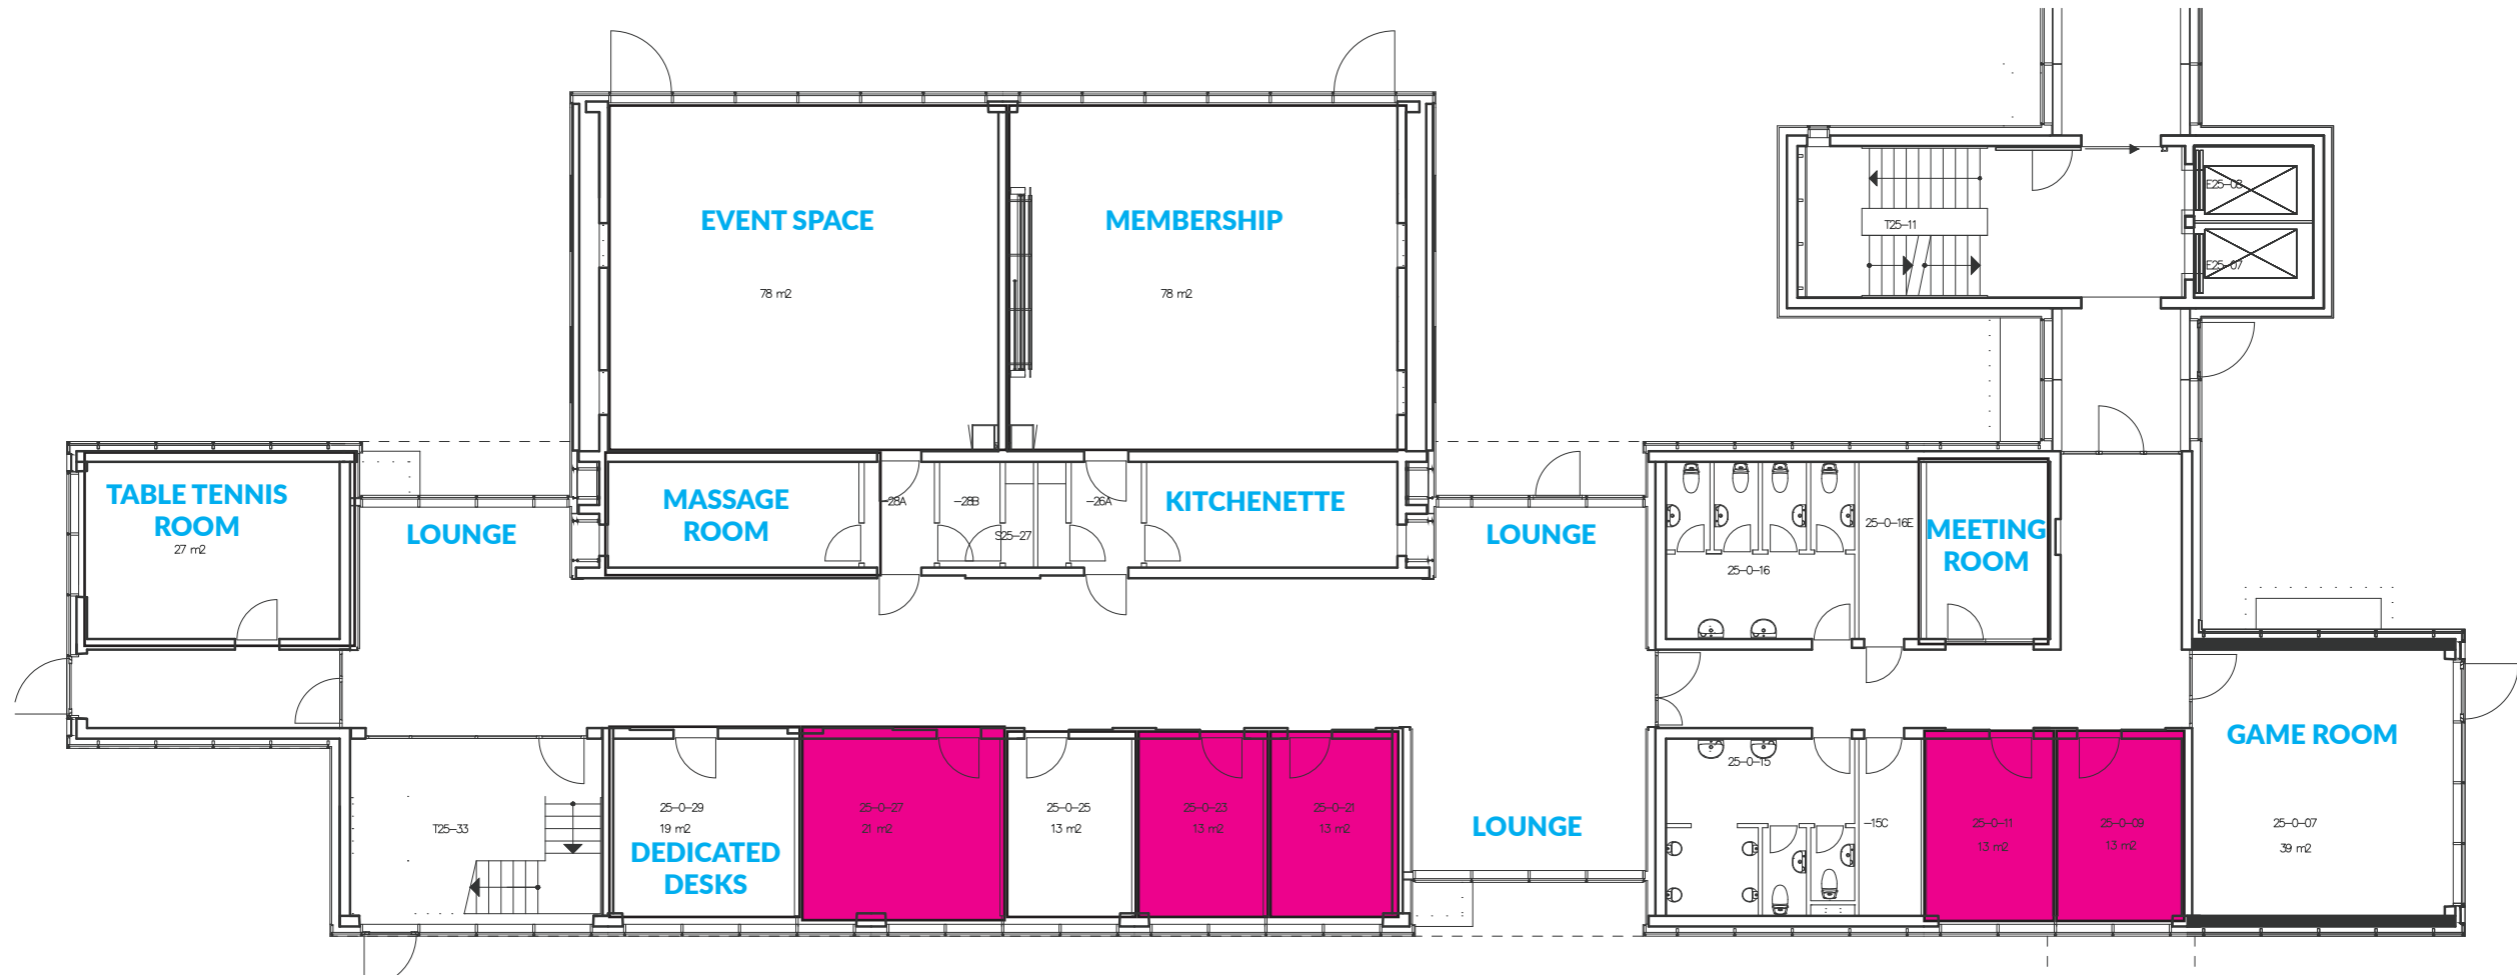 EVENT SPACE
78 m2
MEMBERSHIP
78 m2
T25-11
E25-08
E25-07
TABLE TENNIS
ROOM
27 m2
LOUNGE
MASSAGE
ROOM
-28A
-28B
S25-27
-26A
KITCHENETTE
LOUNGE
25-0-16
25-0-16E
MEETING
ROOM
T25-33
25-0-29
19 m2
DEDICATED
DESKS
25-0-27
21 m2
25-0-25
13 m2
25-0-23
13 m2
25-0-21
13 m2
LOUNGE
25-0-15
-15C
25-0-11
13 m2
25-0-09
13 m2
GAME ROOM
25-0-07
39 m2